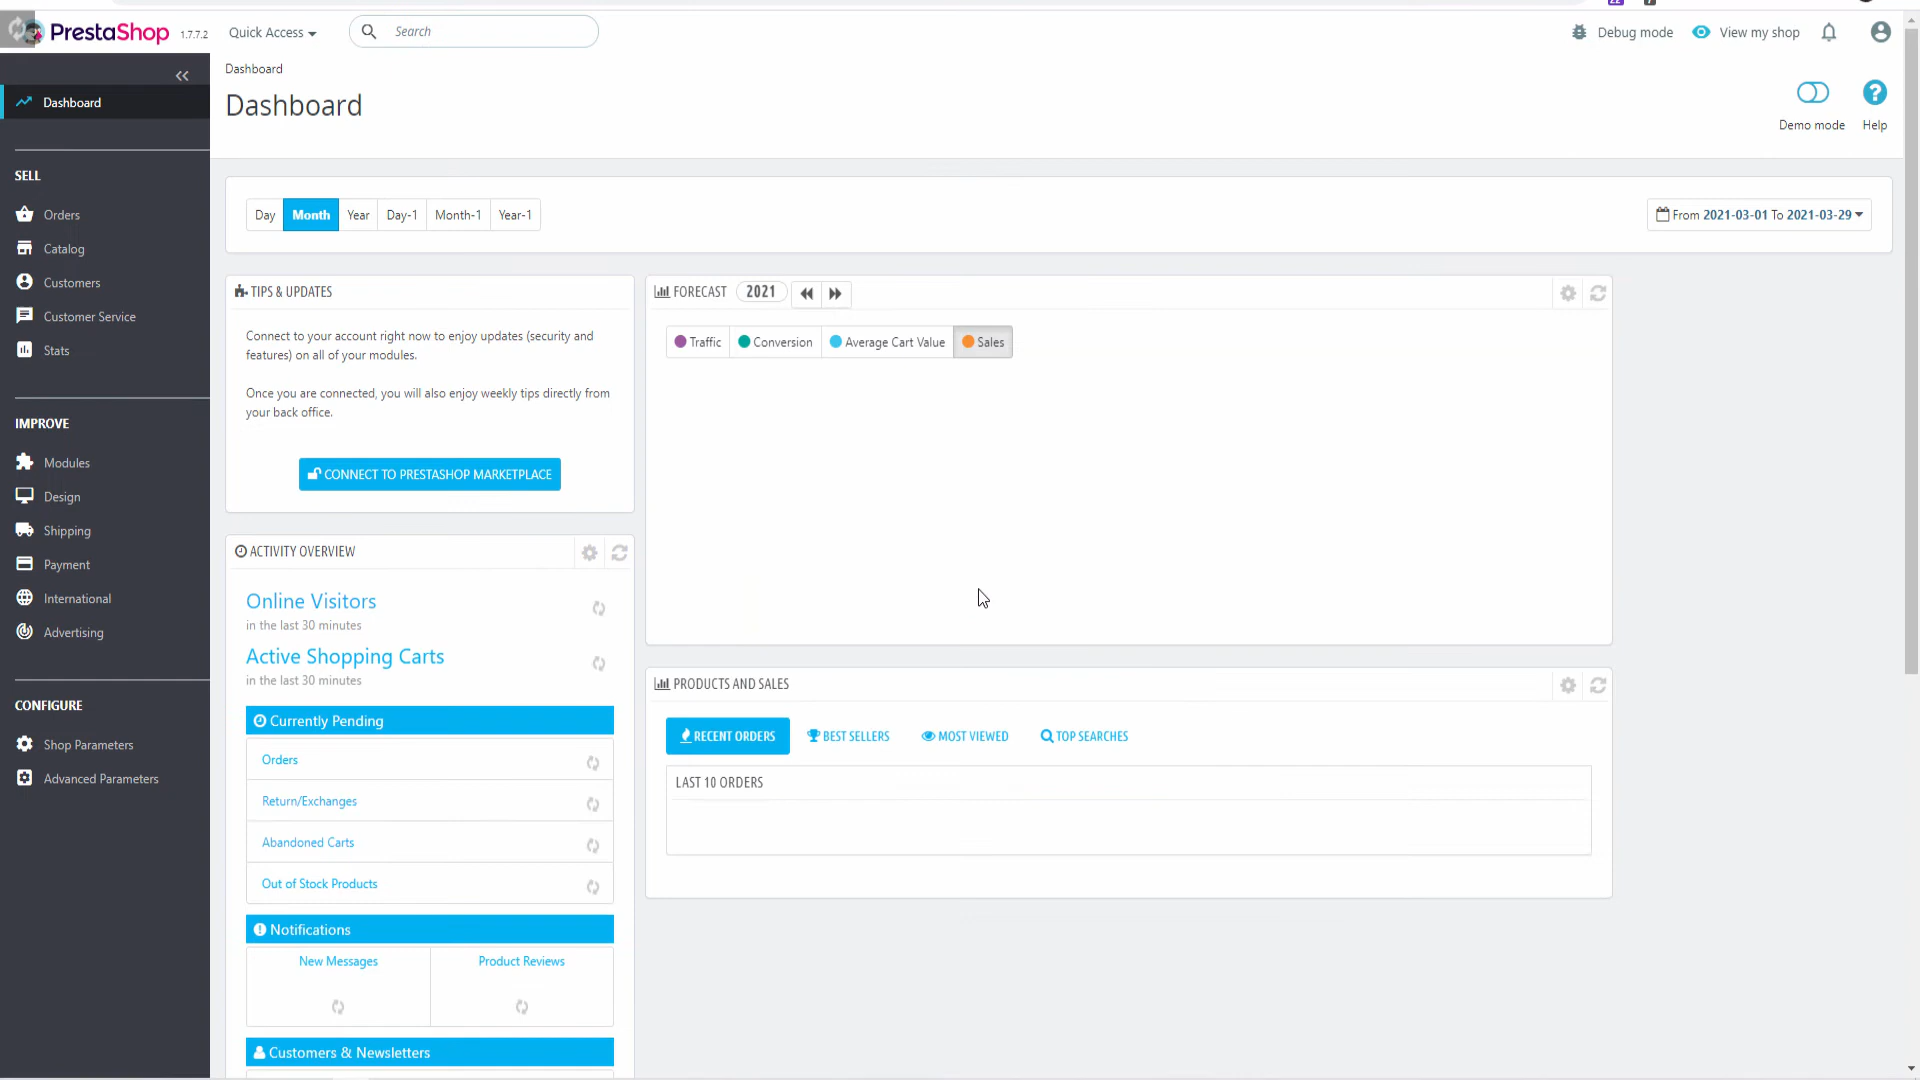 PrestaShop 1.7.7.2
Quick Access
Search
Debug mode
View my shop
Dashboard
Dashboard
Demo mode
Help
Dashboard
SELL
Orders
Catalog
Customers
Customer Service
Stats
IMPROVE
Modules
Design
Shipping
Payment
International
Advertising
CONFIGURE
Shop Parameters
Advanced Parameters
Day Month Year Day-1 Month-1 Year-1
From 2021-03-01 To 2021-03-29
TIPS & UPDATES
Connect to your account right now to enjoy updates (security and
features) on all of your modules.
Once you are connected, you will also enjoy weekly tips directly from
your back office.
CONNECT TO PRESTASHOP MARKETPLACE
ACTIVITY OVERVIEW
Online Visitors
in the last 30 minutes
Active Shopping Carts
in the last 30 minutes
Currently Pending
Orders
Return/Exchanges
Abandoned Carts
Out of Stock Products
Notifications
New Messages
Product Reviews
Customers & Newsletters
FORECAST 2021
Traffic Conversion Average Cart Value Sales
PRODUCTS AND SALES
RECENT ORDERS BEST SELLERS MOST VIEWED TOP SEARCHES
LAST 10 ORDERS